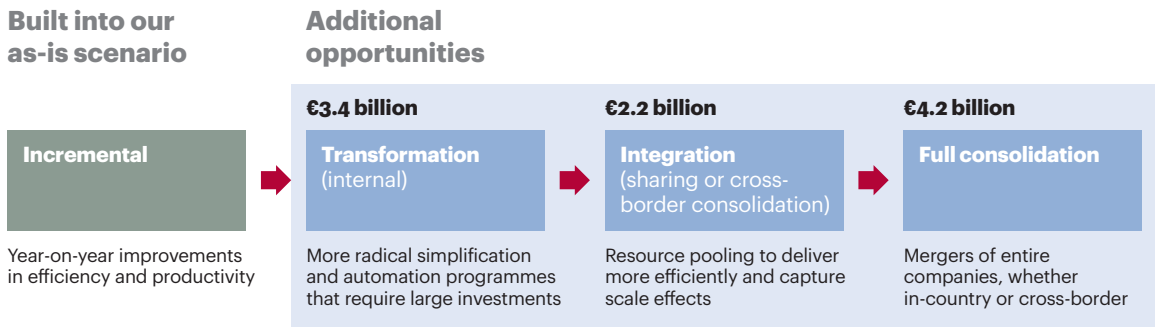 Built into our
as-is scenario
Additional
opportunities
Incremental
Year-on-year improvements
in efficiency and productivity
€3.4 billion
Transformation
(internal)
More radical simplification
and automation programmes
that require large investments
€2.2 billion
Integration
(sharing or cross-
border consolidation)
Resource pooling to deliver
more efficiently and capture
scale effects
€4.2 billion
Full consolidation
Mergers of entire
companies, whether
in-country or cross-border